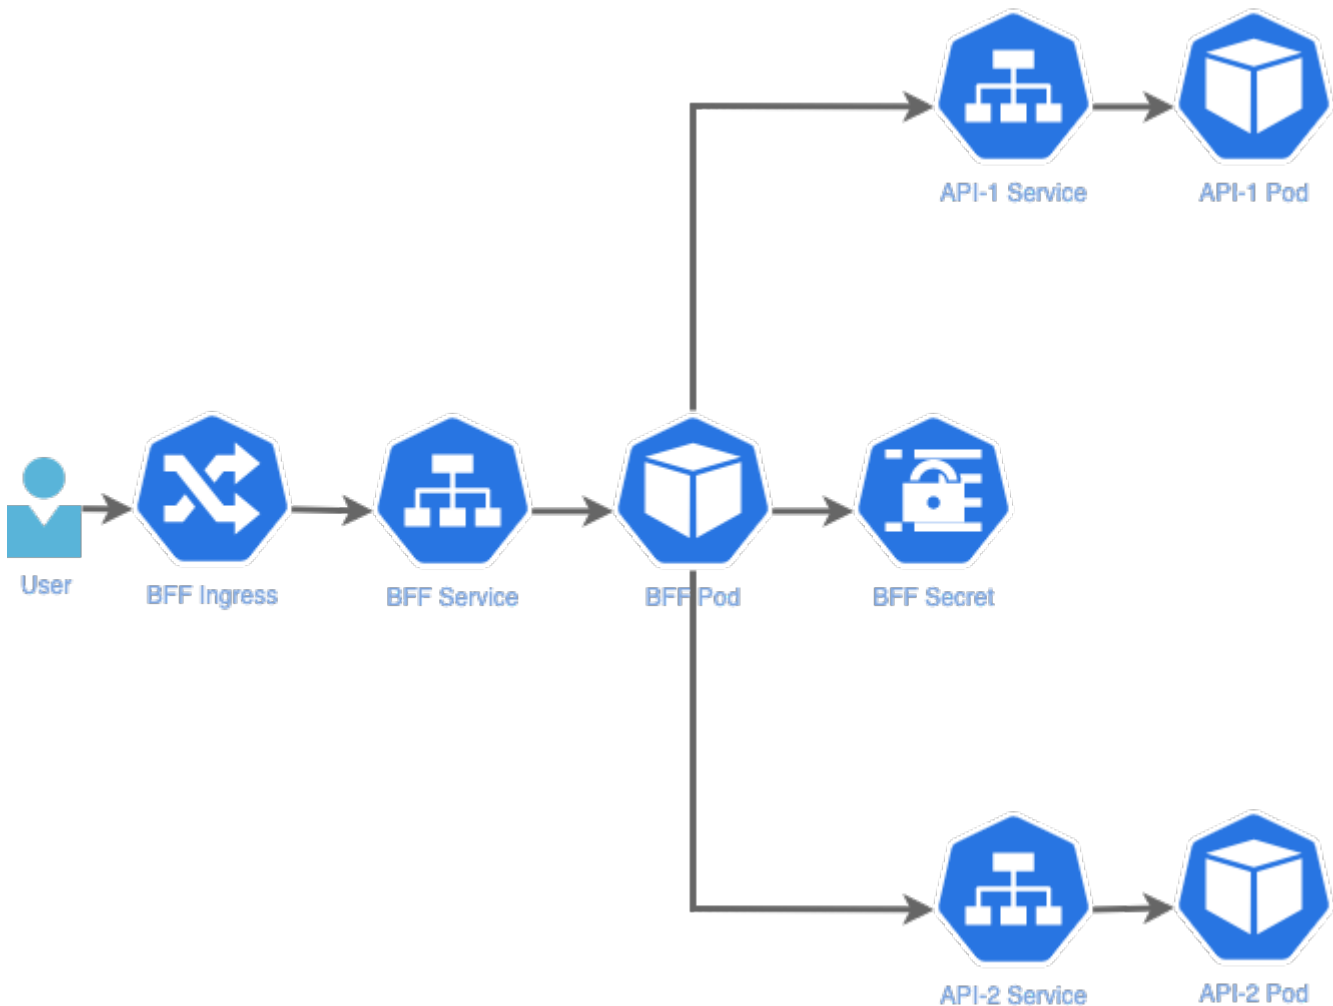 API-1 Service
API-1 Pod
User
BFF Ingress
BFF Service
BFF Pod
BFF Secret
API-2 Service
API-2 Pod